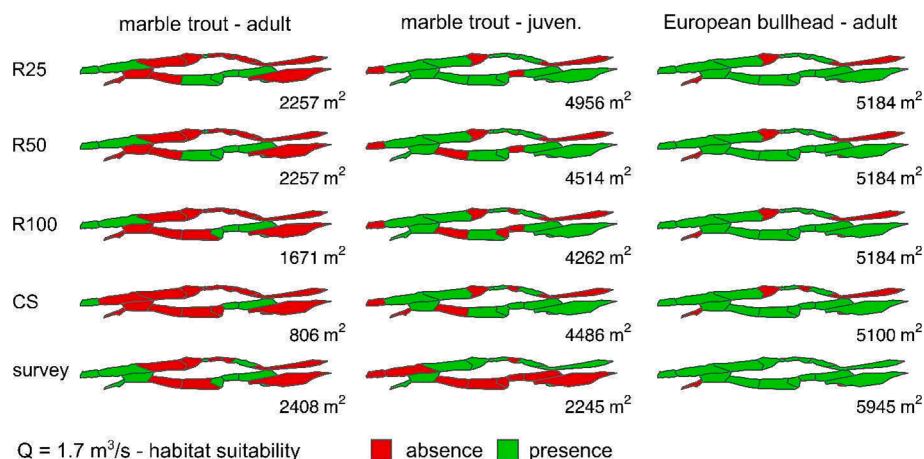 marble trout - adult marble trout - juven. European bullhead - adult
R25
2257 m² 4956 m² 5184 m²
R50
2257 m² 4514 m² 5184 m²
R100
1671 m² 4262 m² 5184 m²
CS
806 m² 4486 m² 5100 m²
survey
2408 m² 2245 m² 5945 m²
Q = 1.7 m³/s - habitat suitability absence presence